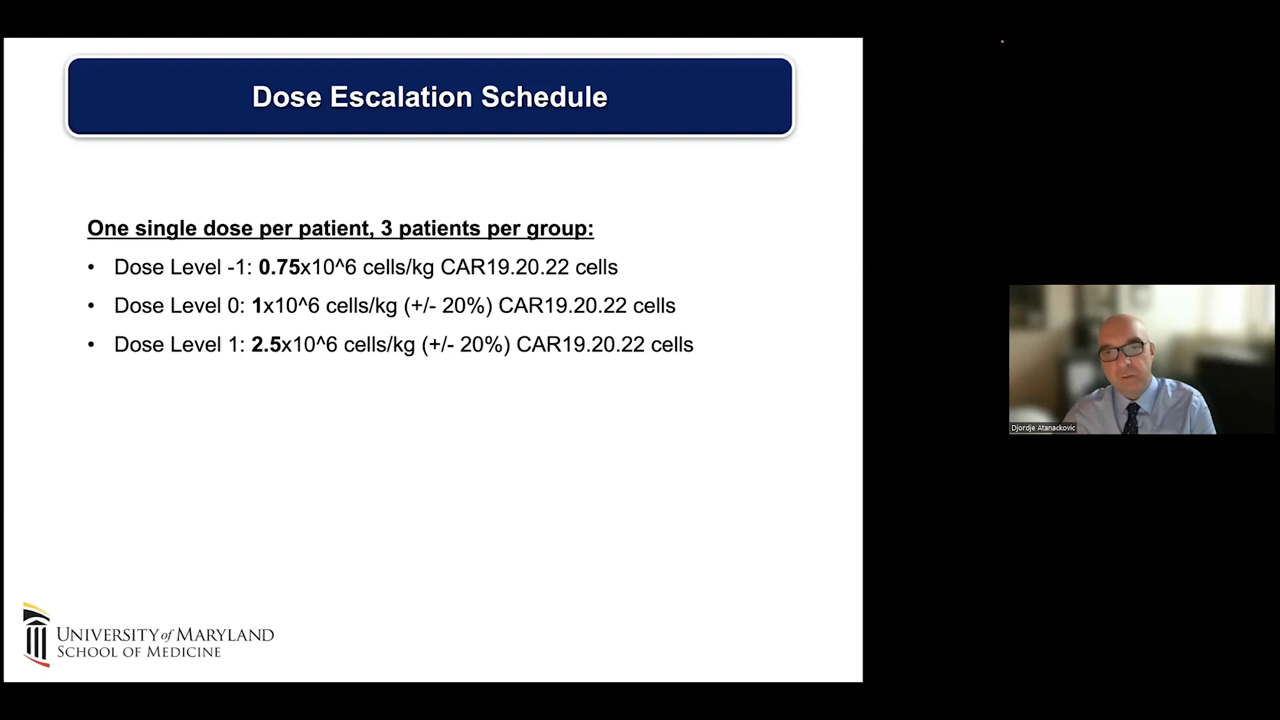 Dose Escalation Schedule
One single dose per patient, 3 patients per group:
• Dose Level -1: 0.75x10^6 cells/kg CAR19.20.22 cells
• Dose Level 0: 1x10^6 cells/kg (+/- 20%) CAR19.20.22 cells
• Dose Level 1: 2.5x10^6 cells/kg (+/- 20%) CAR19.20.22 cells
Djordje Atanackovic
UNIVERSITY of MARYLAND
SCHOOL OF MEDICINE